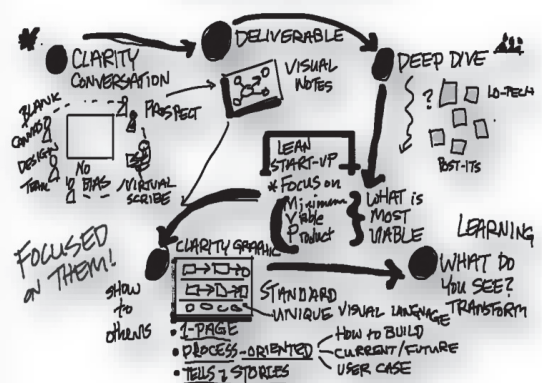 CLARITY
CONVERSATION
DELIVERABLE
DEEP DIVE
BLANK
CANVAS
DESIGN
TEAM
NO
BIAS
PROSPECT
VIRTUAL
SCRIBE
VISUAL
NOTES
?
LO-TECH
POST-ITS
LEAN
START-UP
*FOCUS ON
Minimum
Viable
Product
WHAT is
MOST
VIABLE
FOCUSED
ON THEM!
CLARITY GRAPHIC
SHOW
to
others
STANDARD
UNIQUE VISUAL LANGNAGE
• 1-PAGE
• PROCESS-ORIENTED
HOW to BUILD
CURRENT/FUTURE
USER CASE
• TELLS 7 STORIES
LEARNING
WHAT DO
YOU SEE?
TRANSFORM